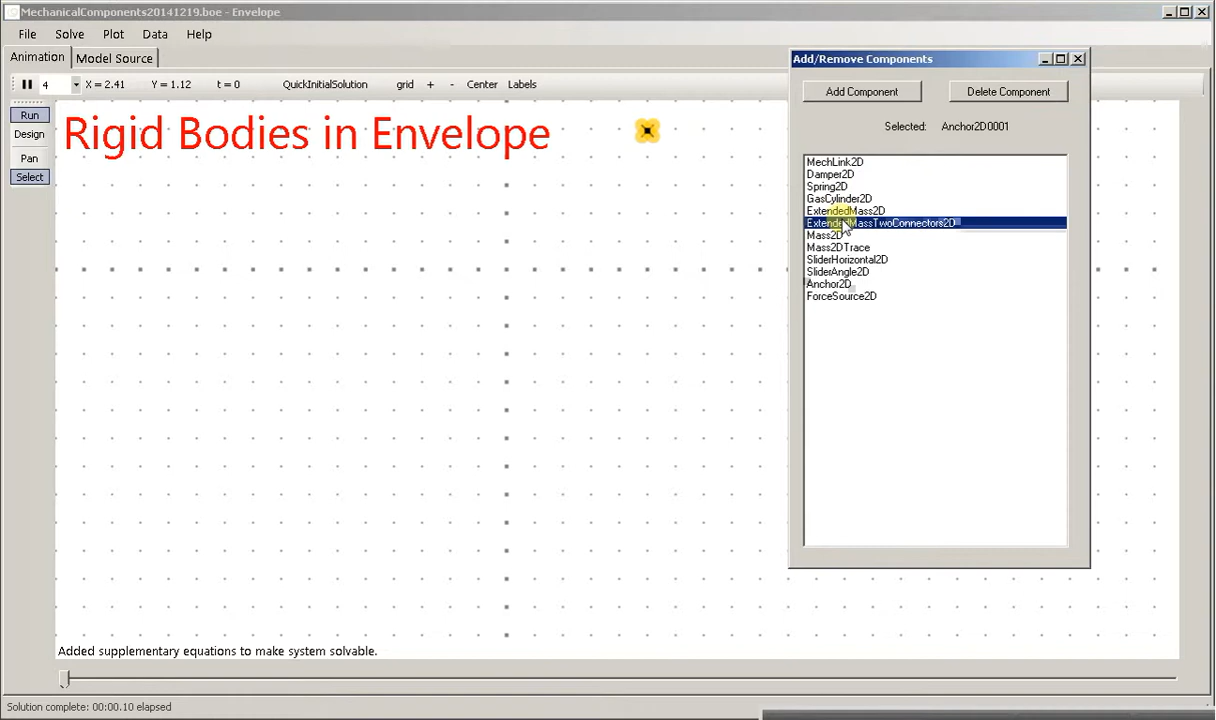 MechanicalComponents20141219.boe - Envelope
File Solve Plot Data Help
Animation Model Source
4 X = 2.41 Y = 1.12 t = 0 QuickInitialSolution grid + - Center Labels
Run
Design
Pan
Select
Rigid Bodies in Envelope
Add/Remove Components
Add Component Delete Component
Selected: Anchor2D0001
MechLink2D
Damper2D
Spring2D
GasCylinder2D
ExtendedMass2D
ExtendedMassTwoConnectors2D
Mass2D
Mass2DTrace
SliderHorizontal2D
SliderAngle2D
Anchor2D
ForceSource2D
Added supplementary equations to make system solvable.
Solution complete: 00:00.10 elapsed